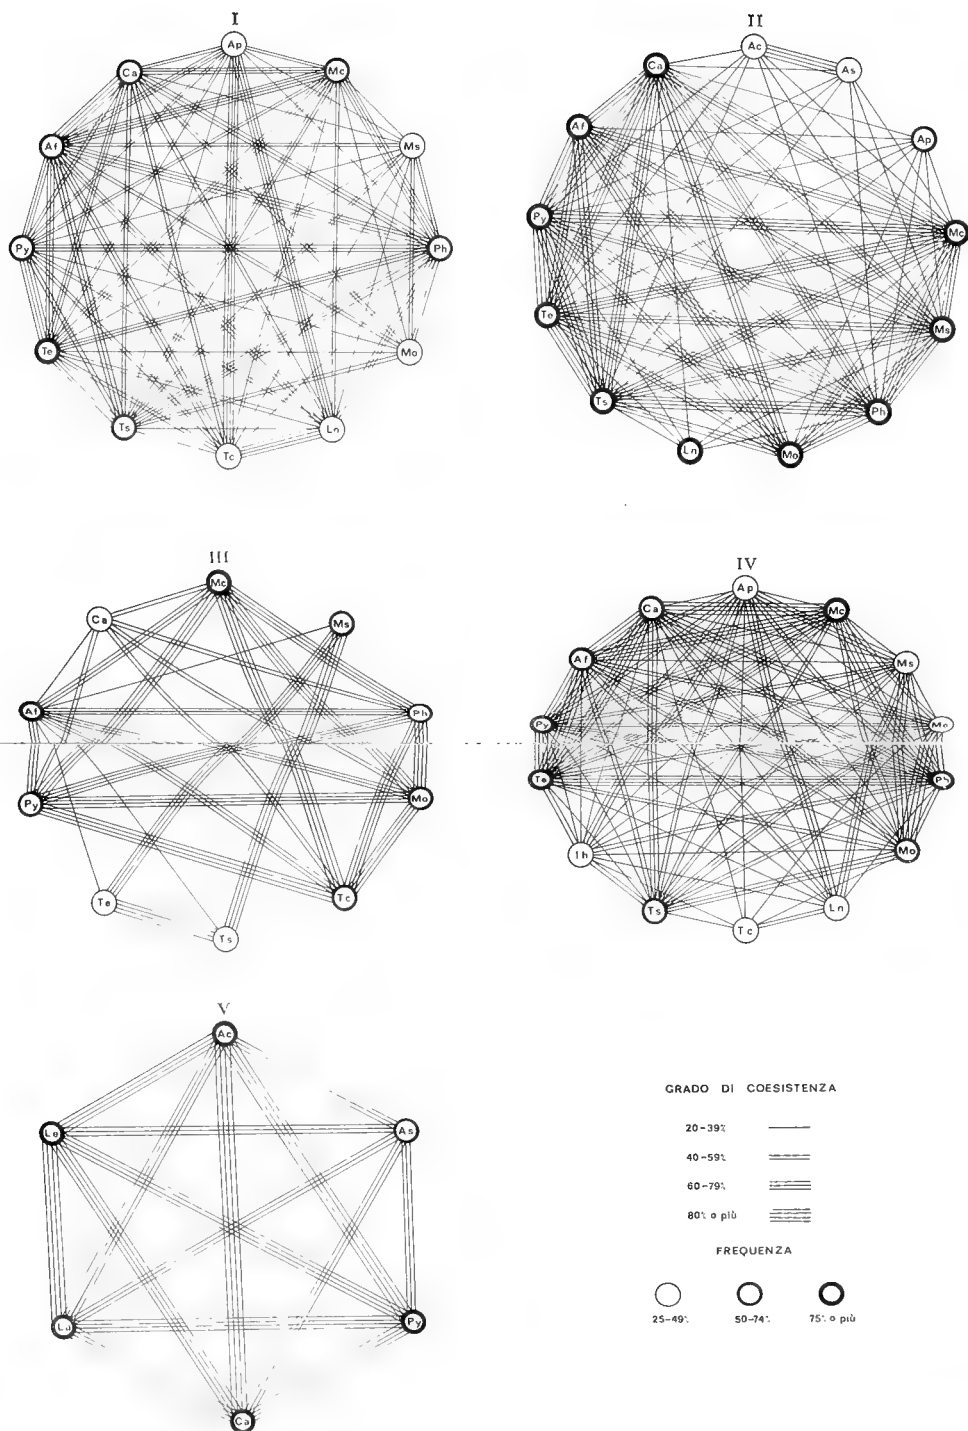 I
Ap
Ca
Mc
Af
Ms
Py
Ph
Te
Mo
Ts
Ln
Tc
II
Ac
Ca
As
Af
Ap
Py
Mc
Te
Ms
Ts
Ph
Ln
Mo
III
Mc
Ca
Ms
Af
Ph
Py
Mo
Te
Tc
Ts
IV
Ap
Ca
Mc
Af
Ms
Py
Te
Ph
Mo
Ts
Ln
Tc
V
Ac
Le
As
Py
Ca
GRADO DI COESISTENZA
20-39%
40-59%
60-79%
80% o più
FREQUENZA
25-49%
50-74%
75% o più